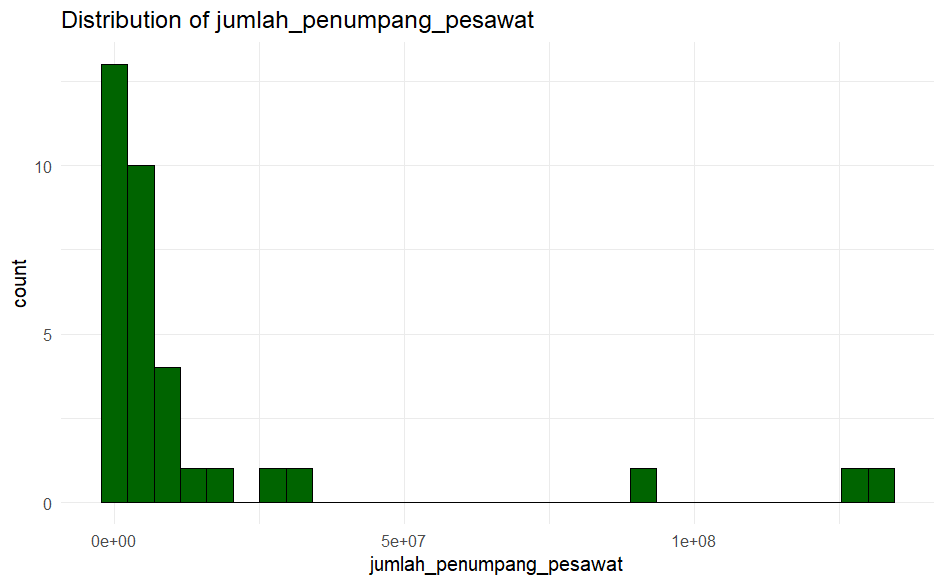 Distribution of jumlah_penumpang_pesawat
count
10
5
0
0e+00 5e+07 1e+08
jumlah_penumpang_pesawat